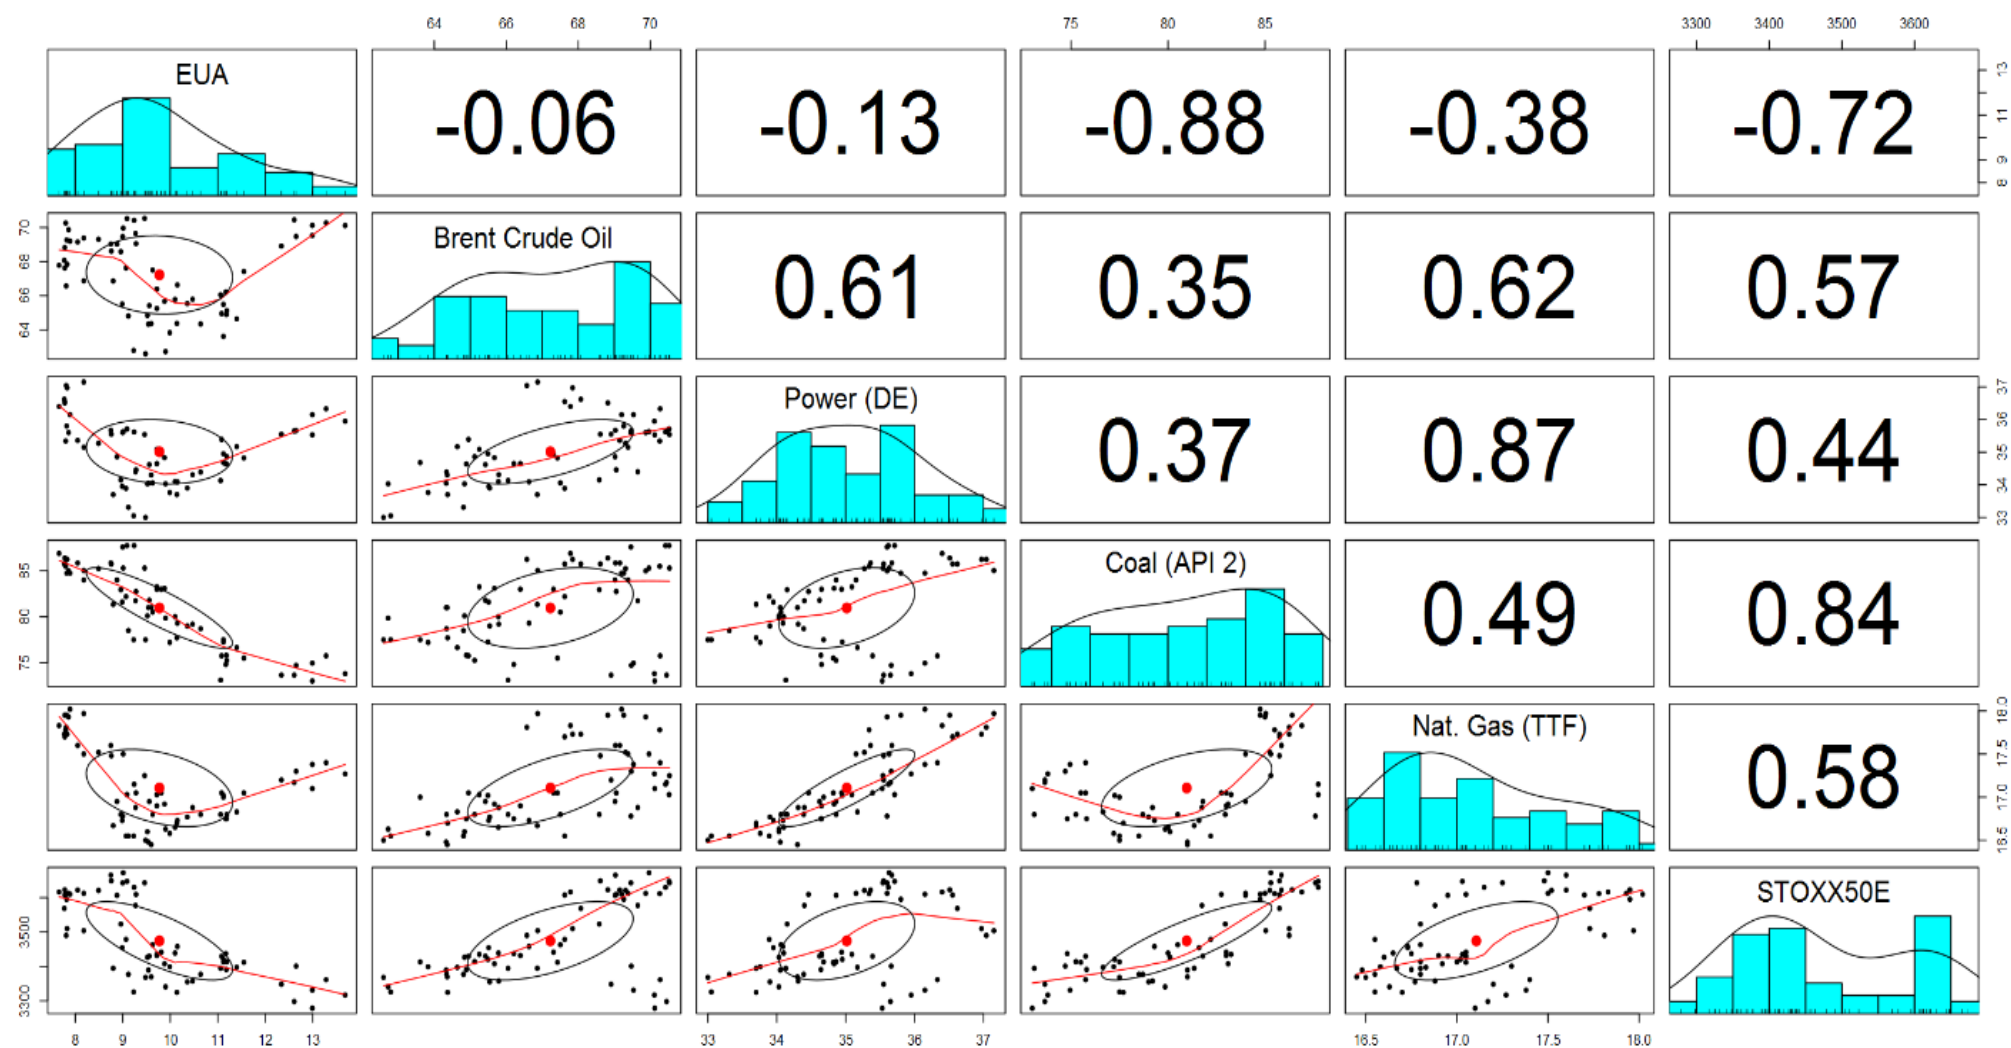 64 66 68 70 75 80 85 3300 3400 3500 3600
EUA -0.06 -0.13 -0.88 -0.38 -0.72
8 9 11 13
Brent Crude Oil 0.61 0.35 0.62 0.57
64 66 68 70
Power (DE) 0.37 0.87 0.44
33 34 35 36 37
Coal (API 2) 0.49 0.84
75 80 85
Nat. Gas (TTF) 0.58
16.5 17.0 17.5 18.0
STOXX50E
3300 3500
8 9 10 11 12 13 33 34 35 36 37 16.5 17.0 17.5 18.0